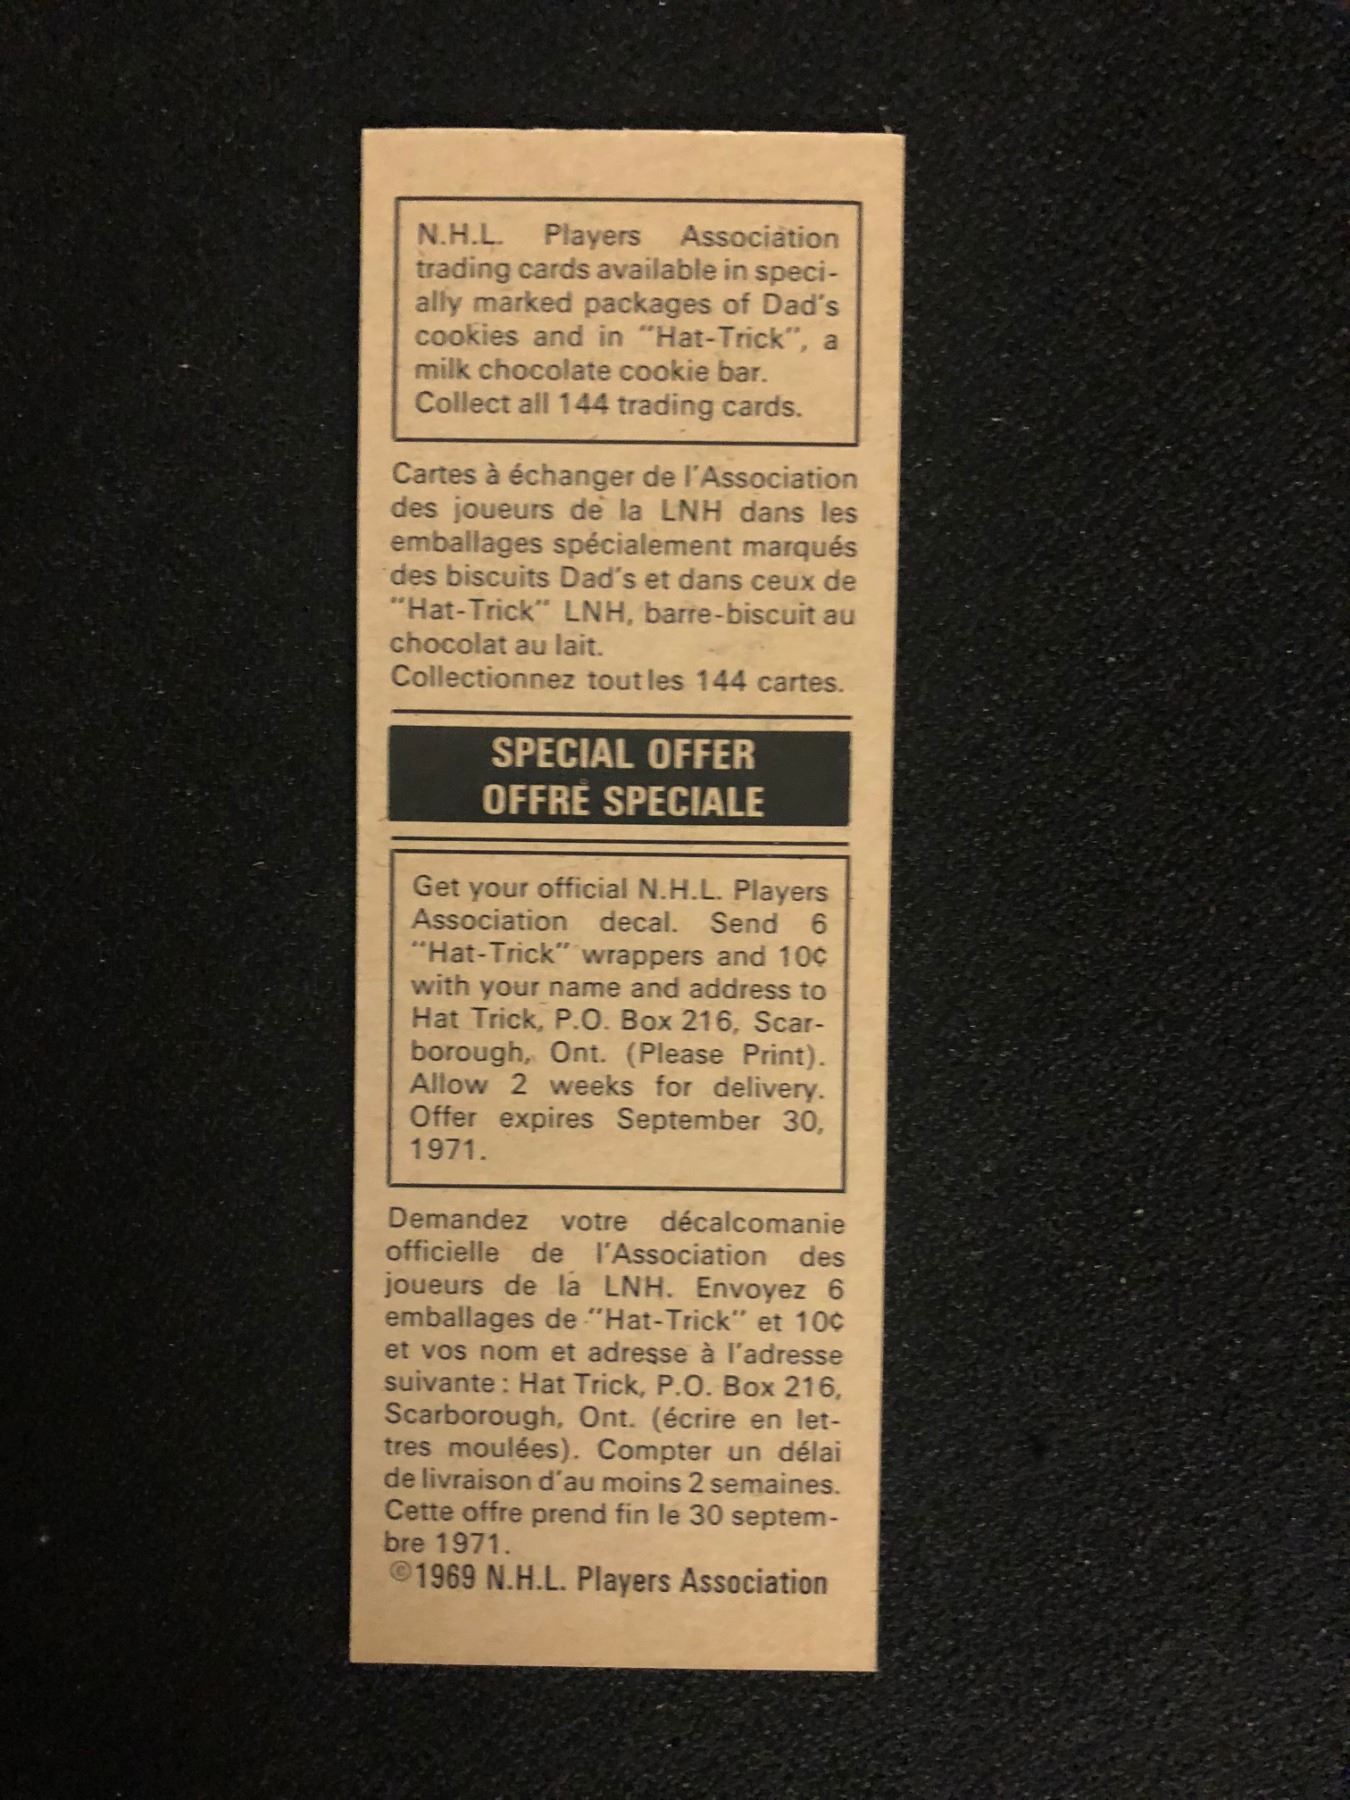 N.H.L. Players Association
trading cards available in speci-
ally marked packages of Dad's
cookies and in "Hat-Trick", a
milk chocolate cookie bar.
Collect all 144 trading cards.
Cartes à échanger de l'Association
des joueurs de la LNH dans les
emballages spécialement marqués
des biscuits Dad's et dans ceux de
"Hat-Trick" LNH, barre-biscuit au
chocolat au lait.
Collectionnez tout les 144 cartes.
SPECIAL OFFER
OFFRE SPECIALE
Get your official N.H.L. Players
Association decal. Send 6
"Hat-Trick" wrappers and 10¢
with your name and address to
Hat Trick, P.O. Box 216, Scar-
borough, Ont. (Please Print).
Allow 2 weeks for delivery.
Offer expires September 30,
1971.
Demandez votre décalcomanie
officielle de l'Association des
joueurs de la LNH. Envoyez 6
emballages de "Hat-Trick" et 10¢
et vos nom et adresse à l'adresse
suivante : Hat Trick, P.O. Box 216,
Scarborough, Ont. (écrire en let-
tres moulées). Compter un délai
de livraison d'au moins 2 semaines.
Cette offre prend fin le 30 septem-
bre 1971.
©1969 N.H.L. Players Association